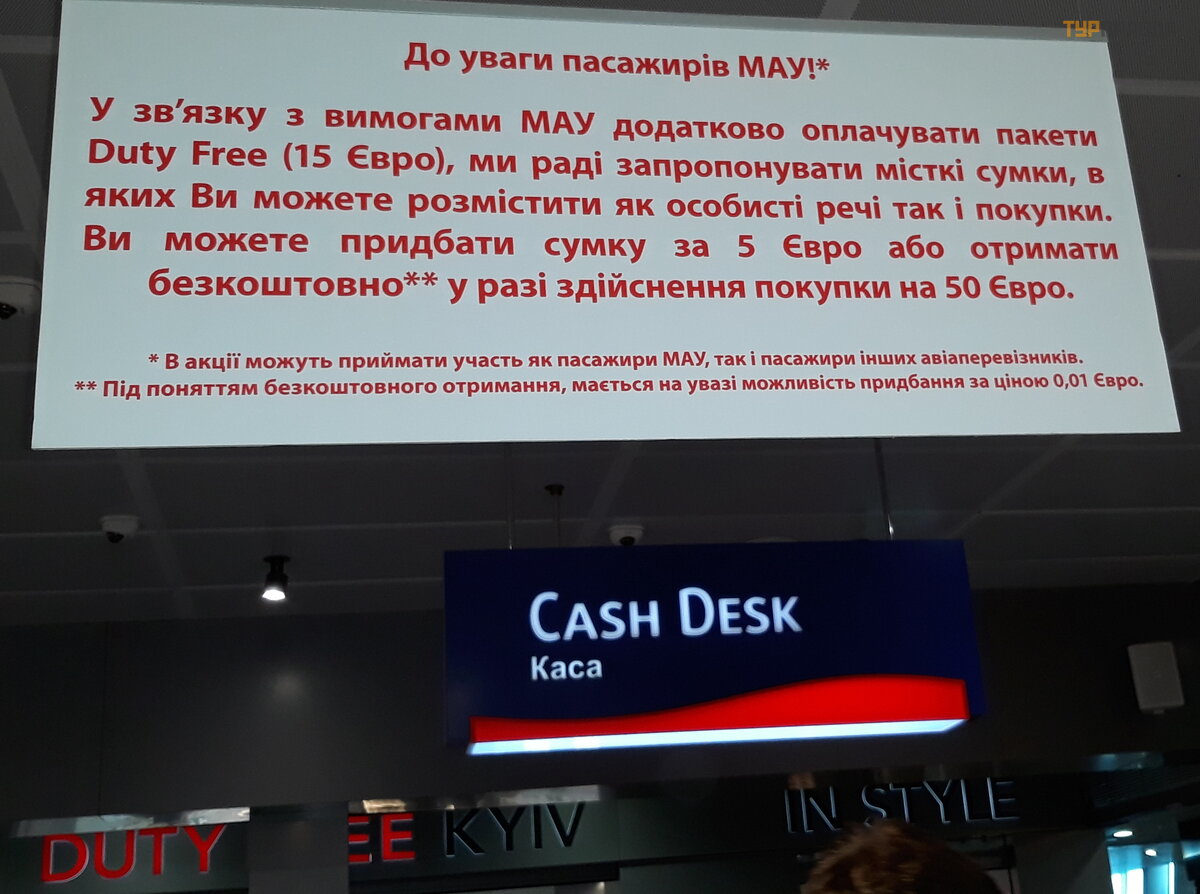 ТУР
До уваги пасажирів МАУ!*
У зв’язку з вимогами МАУ додатково оплачувати пакети
Duty Free (15 Євро), ми раді запропонувати місткі сумки, в
яких Ви можете розмістити як особисті речі так і покупки.
Ви можете придбати сумку за 5 Євро або отримати
безкоштовно** у разі здійснення покупки на 50 Євро.
* В акції можуть приймати участь як пасажири МАУ, так і пасажири інших авіаперевізників.
** Під поняттям безкоштовного отримання, мається на увазі можливість придбання за ціною 0,01 Євро.
CASH DESK
Каса
DUTY EE KYIV IN STYLE